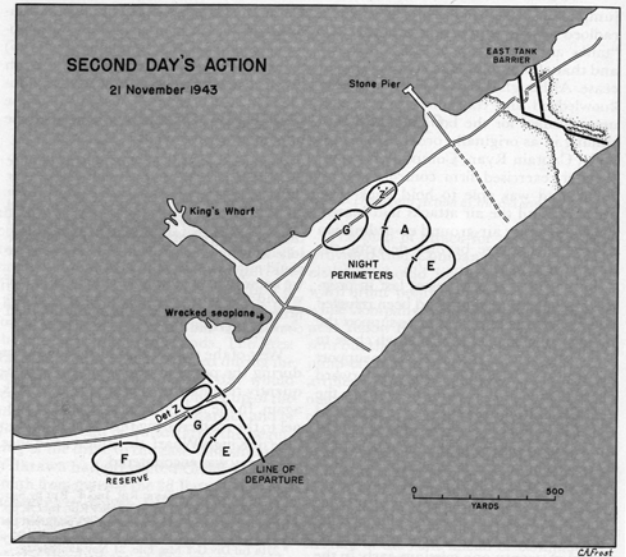 SECOND DAY'S ACTION
21 November 1943
EAST TANK
BARRIER
Stone Pier
Z
King's Wharf
G
A
E
NIGHT
PERIMETERS
Wrecked seaplane
Det Z
G
F
E
RESERVE
LINE OF
DEPARTURE
0
500
YARDS
CAFrost